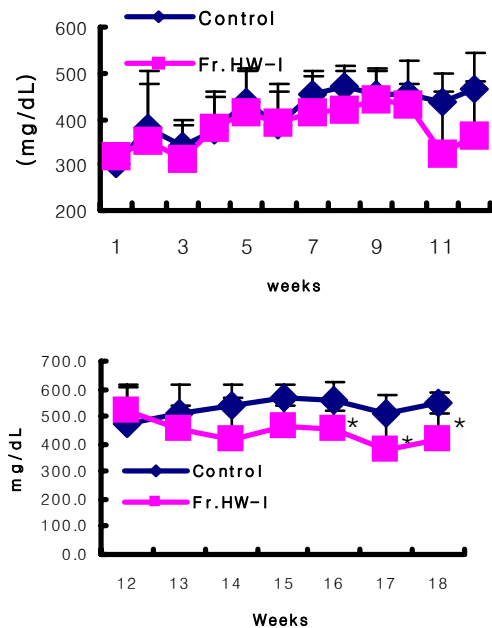 600
Control
Fr.HW-I
500
400
300
200
(mg/dL)
1 3 5 7 9 11
weeks
700.0
600.0
500.0
400.0
300.0
200.0
100.0
0.0
mg/dL
*
*
*
Control
Fr.HW-I
12 13 14 15 16 17 18
Weeks